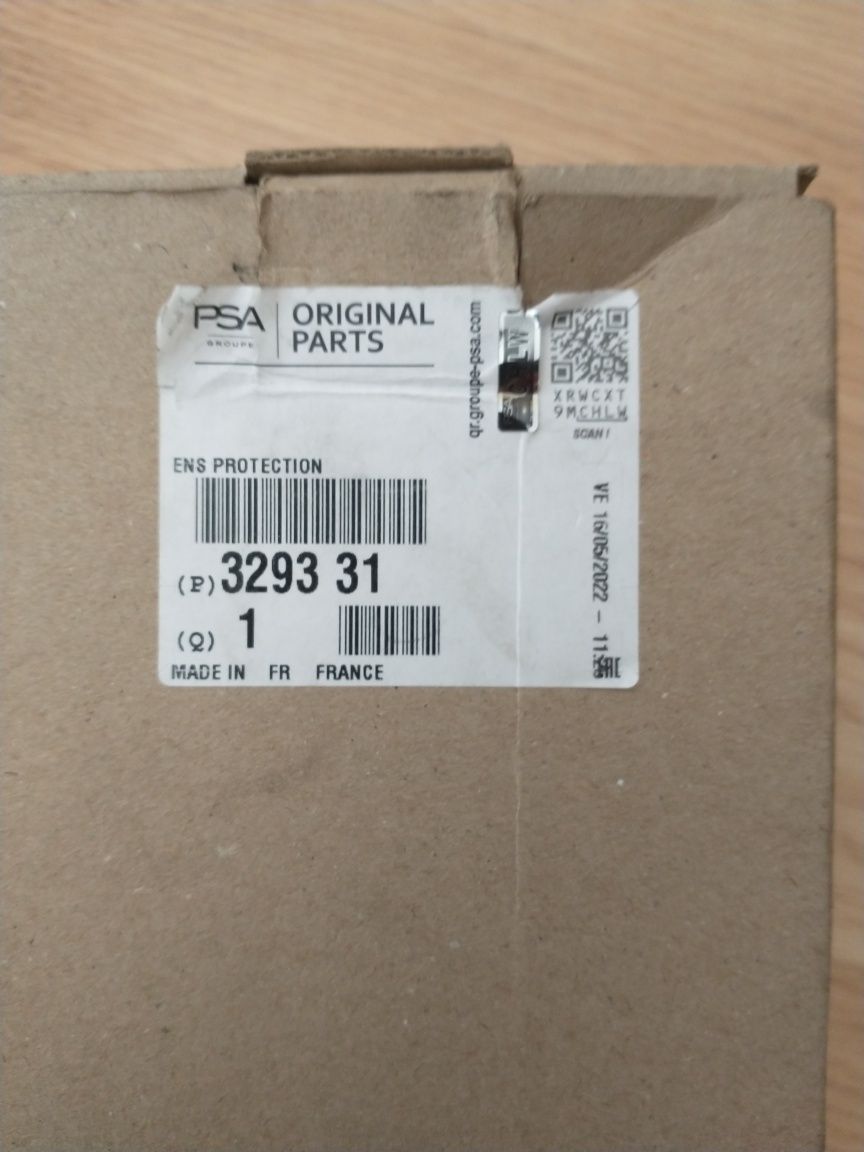 PSA
GROUPE
ORIGINAL
PARTS
qr.groupe-psa.com
XRWCXT
9MCHLW
SCAN !
ENS PROTECTION
(P) 3293 31
(Q) 1
MADE IN FR FRANCE
VE 16/05/2022 -